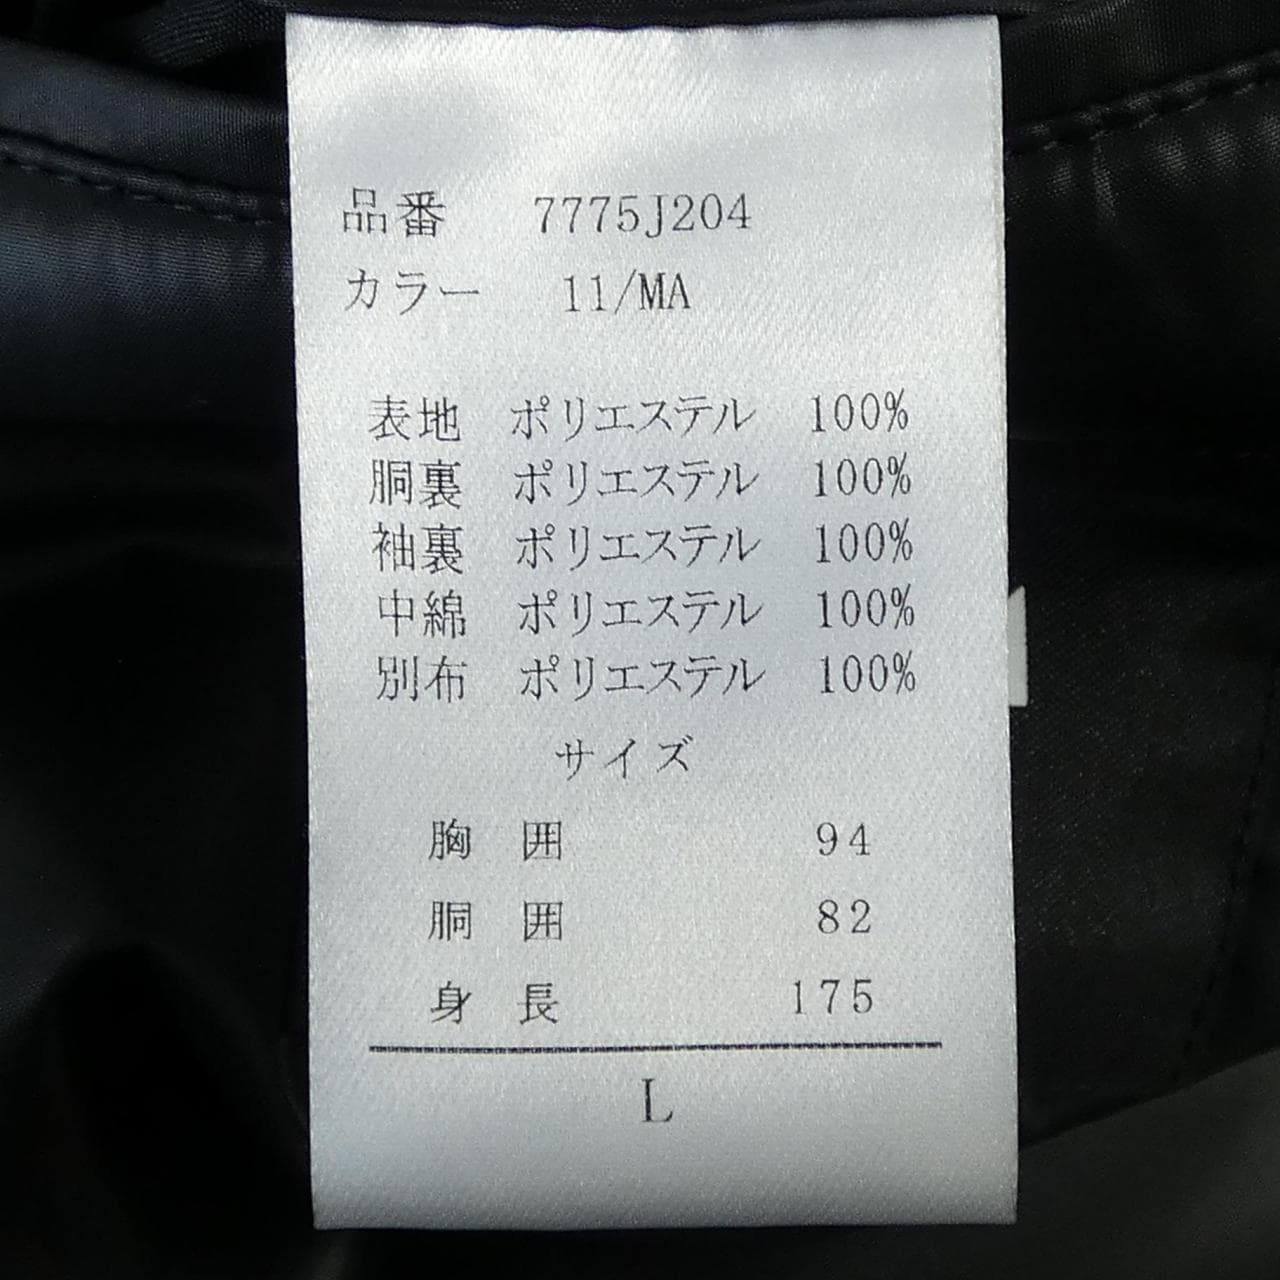 品番 7775J204
カラー 11/MA
表地 ポリエステル 100%
胴裏 ポリエステル 100%
袖裏 ポリエステル 100%
中綿 ポリエステル 100%
別布 ポリエステル 100%
サイズ
胸囲 94
胴囲 82
身長 175
L